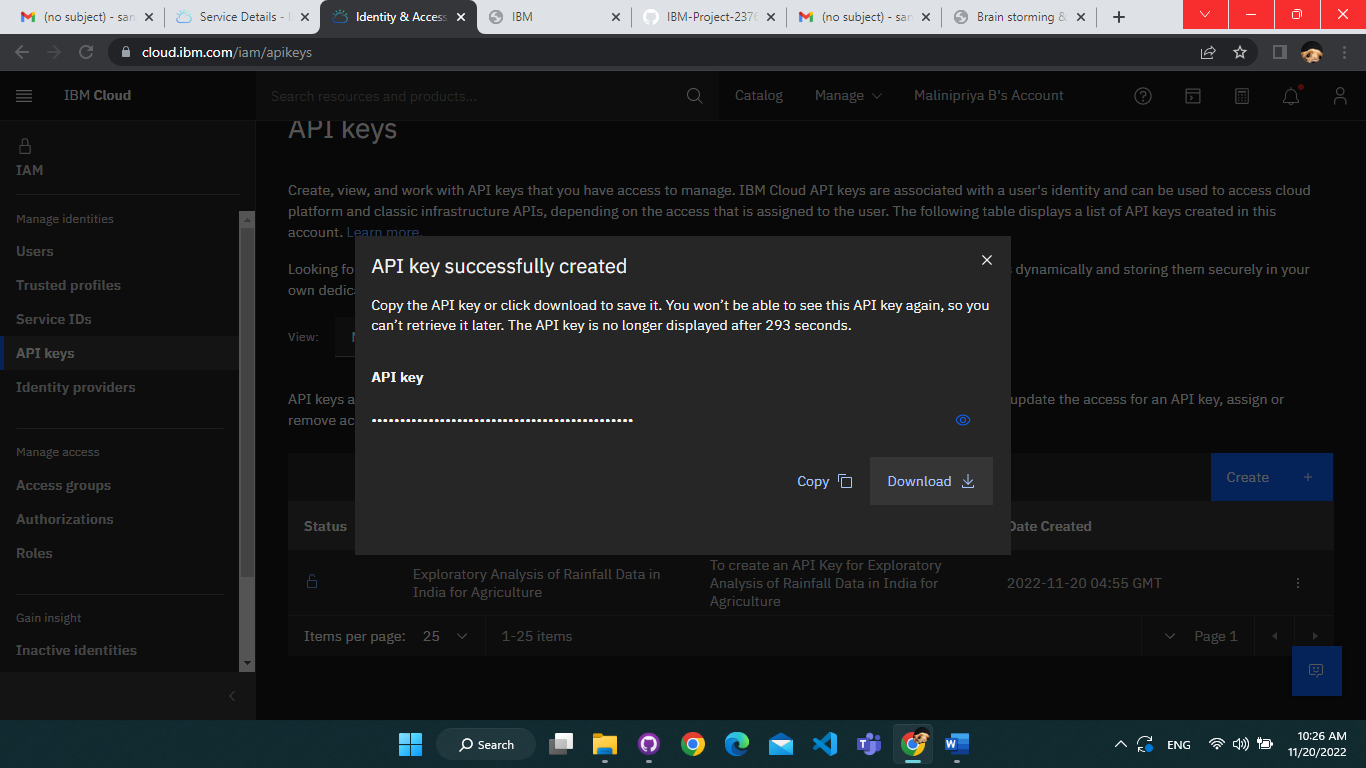 (no subject) - san
Service Details - I
Identity & Access
IBM
IBM-Project-2376
(no subject) - san
Brain storming &
cloud.ibm.com/iam/apikeys
IBM Cloud
Search resources and products...
Catalog
Manage
Malinipriya B's Account
API keys
IAM
Manage identities
Users
Trusted profiles
Service IDs
API keys
Identity providers
Manage access
Access groups
Authorizations
Roles
Gain insight
Inactive identities
Create, view, and work with API keys that you have access to manage. IBM Cloud API keys are associated with a user's identity and can be used to access cloud
platform and classic infrastructure APIs, depending on the access that is assigned to the user. The following table displays a list of API keys created in this
account. Learn more.
Looking fo
s dynamically and storing them securely in your
own dedica
View:
API key successfully created
Copy the API key or click download to save it. You won’t be able to see this API key again, so you
can’t retrieve it later. The API key is no longer displayed after 293 seconds.
API key
••••••••••••••••••••••••••••••••••••••••••••
Copy
Download
API keys a
update the access for an API key, assign or
remove ac
Create +
Status
Date Created
Exploratory Analysis of Rainfall Data in
India for Agriculture
To create an API Key for Exploratory
Analysis of Rainfall Data in India for
Agriculture
2022-11-20 04:55 GMT
Items per page: 25
1-25 items
Page 1
Search
ENG
10:26 AM
11/20/2022